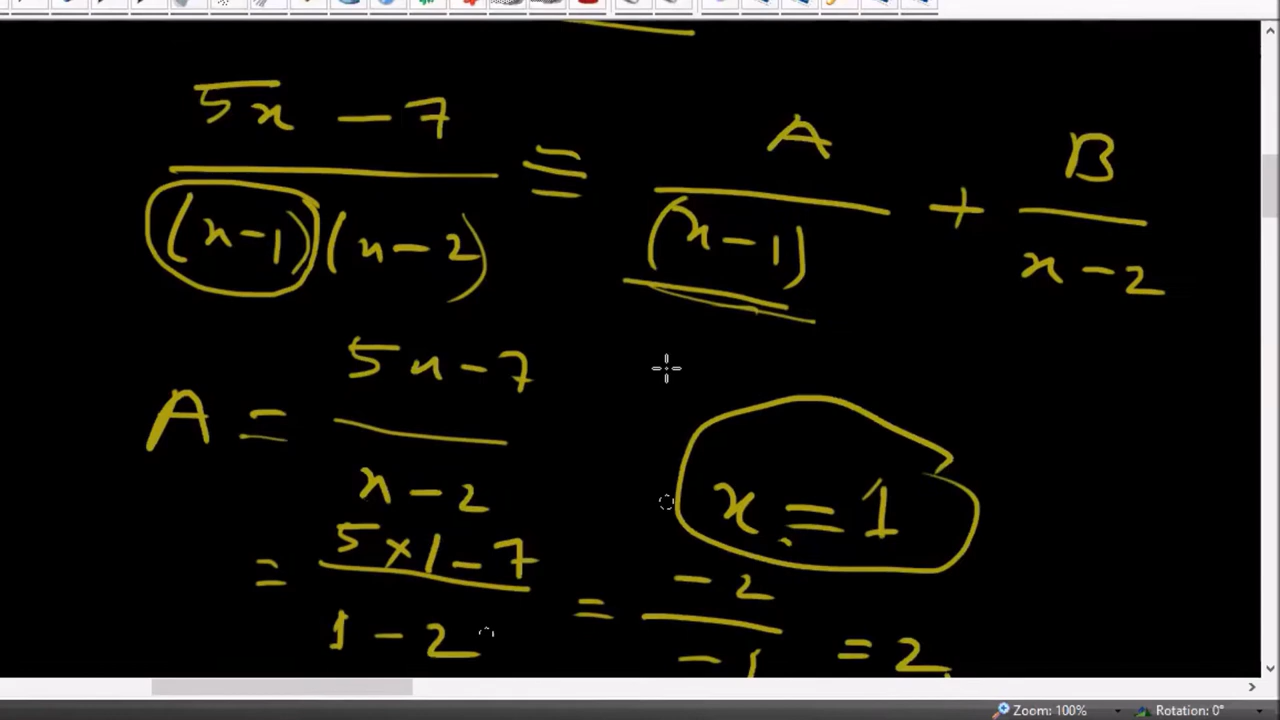 5x - 7
(x-1)(x-2)
≡
A
(x-1)
+
B
x-2
A =
5x-7
x-2
x = 1
=
5×1-7
1-2
=
-2
-1
= 2
Zoom: 100%
Rotation: 0°